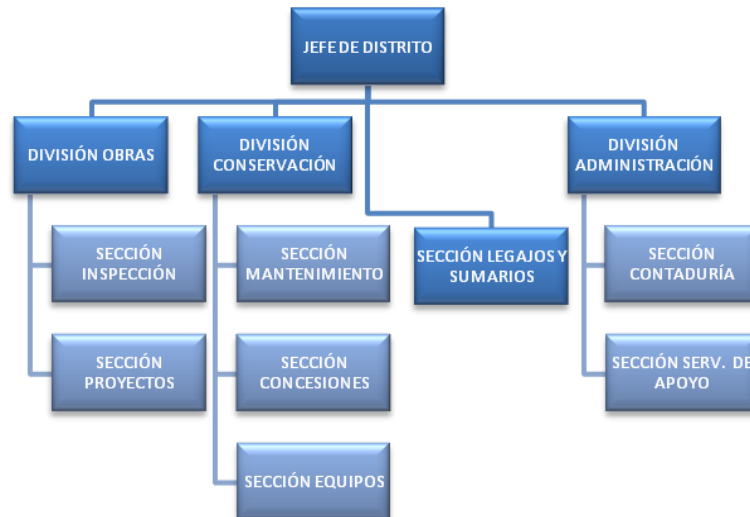 JEFE DE DISTRITO
DIVISIÓN OBRAS
DIVISIÓN
CONSERVACIÓN
DIVISIÓN
ADMINISTRACIÓN
SECCIÓN
INSPECCIÓN
SECCIÓN
MANTENIMIENTO
SECCIÓN LEGAJOS Y
SUMARIOS
SECCIÓN
CONTADURÍA
SECCIÓN
PROYECTOS
SECCIÓN
CONCESIONES
SECCIÓN SERV. DE
APOYO
SECCIÓN EQUIPOS